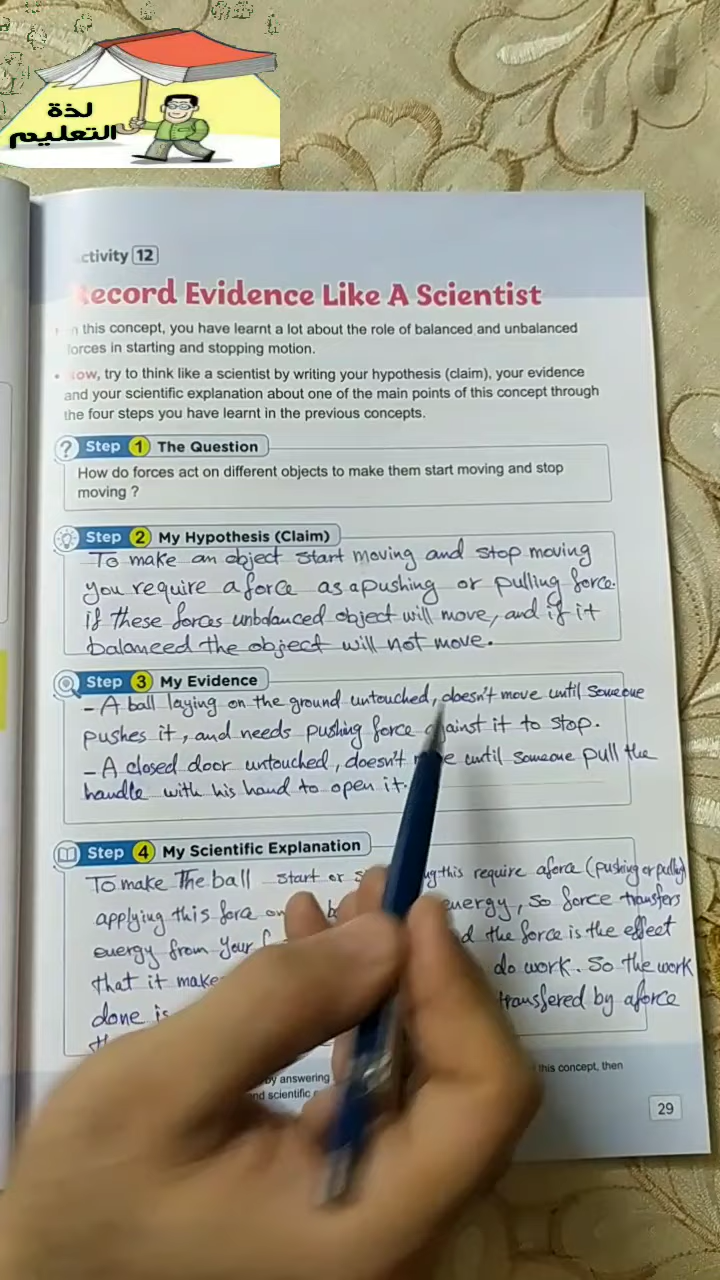 لذة
التعليم
ctivity 12
Record Evidence Like A Scientist
n this concept, you have learnt a lot about the role of balanced and unbalanced
forces in starting and stopping motion.
• Now, try to think like a scientist by writing your hypothesis (claim), your evidence
and your scientific explanation about one of the main points of this concept through
the four steps you have learnt in the previous concepts.
? Step 1 The Question
How do forces act on different objects to make them start moving and stop
moving ?
Step 2 My Hypothesis (Claim)
To make an object start moving and stop moving
you require a force as a pushing or pulling force.
if these forces unbalanced object will move, and if it
balanced the object will not move.
Step 3 My Evidence
- A ball laying on the ground untouched, doesn't move until someone
pushes it, and needs pushing force against it to stop.
- A closed door untouched, doesn't until someone pull the
handle with his hand to open it.
Step 4 My Scientific Explanation
To make The ball start or this require a force (pushing or pulling)
applying this force energy, so force transfers
energy from your the force is the effect
that it make do work. So the work
done is transfered by a force
by answering this concept, then
nd scientific
29